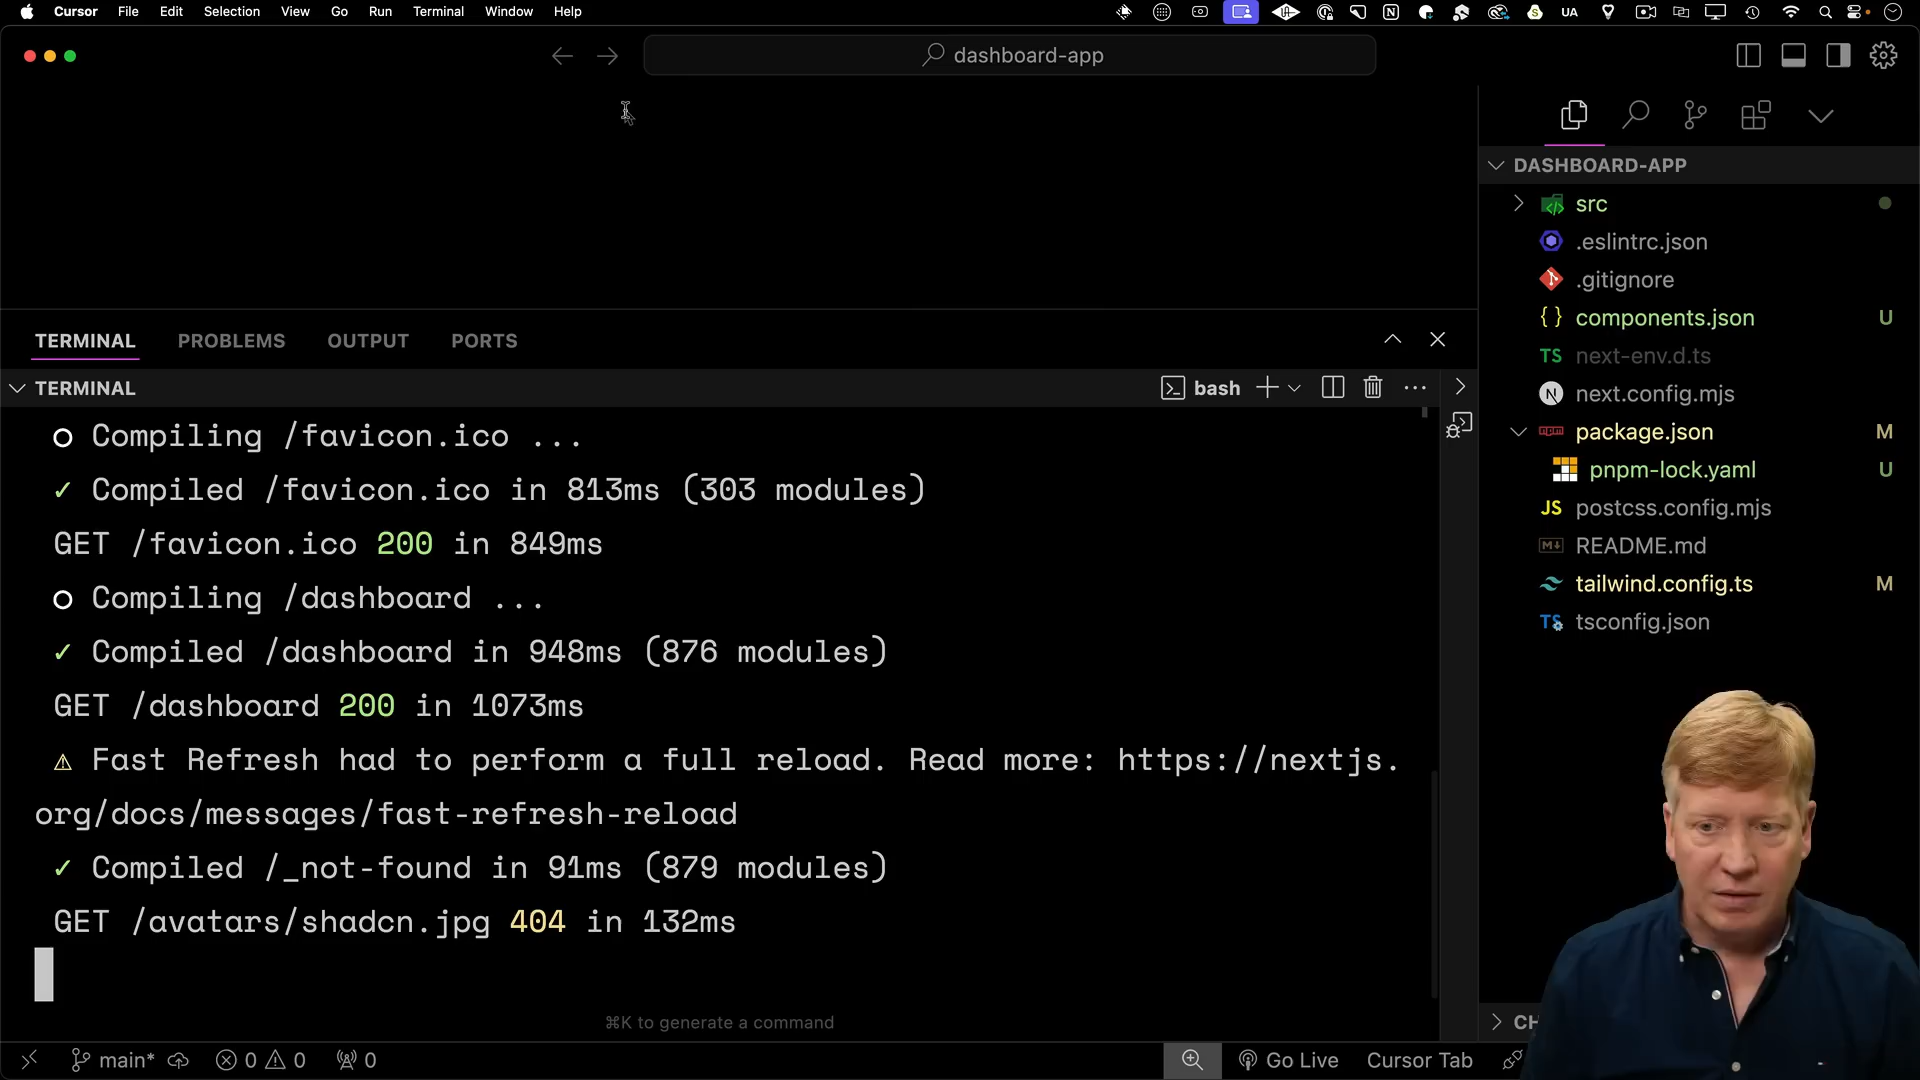 Cursor File Edit Selection View Go Run Terminal Window Help UA
dashboard-app
DASHBOARD-APP
src
.eslintrc.json
.gitignore
components.json U
next-env.d.ts
next.config.mjs
package.json M
pnpm-lock.yaml U
postcss.config.mjs
README.md
tailwind.config.ts M
tsconfig.json
TERMINAL PROBLEMS OUTPUT PORTS
TERMINAL bash
Compiling /favicon.ico ...
✓ Compiled /favicon.ico in 813ms (303 modules)
GET /favicon.ico 200 in 849ms
Compiling /dashboard ...
✓ Compiled /dashboard in 948ms (876 modules)
GET /dashboard 200 in 1073ms
⚠ Fast Refresh had to perform a full reload. Read more: https://nextjs.
org/docs/messages/fast-refresh-reload
✓ Compiled /_not-found in 91ms (879 modules)
GET /avatars/shadcn.jpg 404 in 132ms
⌘K to generate a command
main* 0 0 0 Go Live Cursor Tab